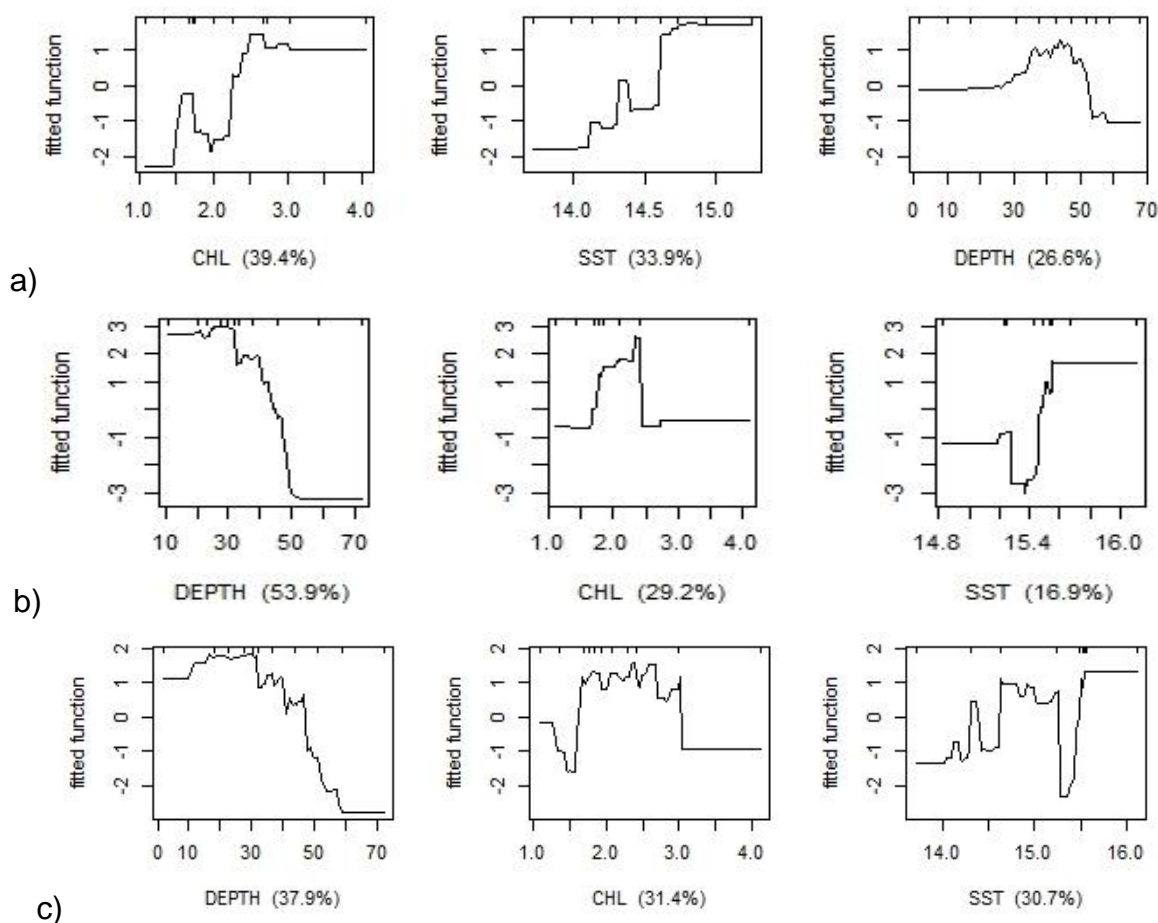 fitted function
1
0
-1
-2
1.0 2.0 3.0 4.0
CHL (39.4%)
fitted function
1
0
-1
-2
14.0 14.5 15.0
SST (33.9%)
fitted function
1
0
-1
-2
0 10 30 50 70
DEPTH (26.6%)
a)
fitted function
3
2
1
-1
-3
10 30 50 70
DEPTH (53.9%)
fitted function
3
2
1
-1
-3
1.0 2.0 3.0 4.0
CHL (29.2%)
fitted function
3
2
1
-1
-3
14.8 15.4 16.0
SST (16.9%)
b)
fitted function
2
1
0
-1
-2
0 10 30 50 70
DEPTH (37.9%)
fitted function
2
1
0
-1
-2
1.0 2.0 3.0 4.0
CHL (31.4%)
fitted function
2
1
0
-1
-2
14.0 15.0 16.0
SST (30.7%)
c)